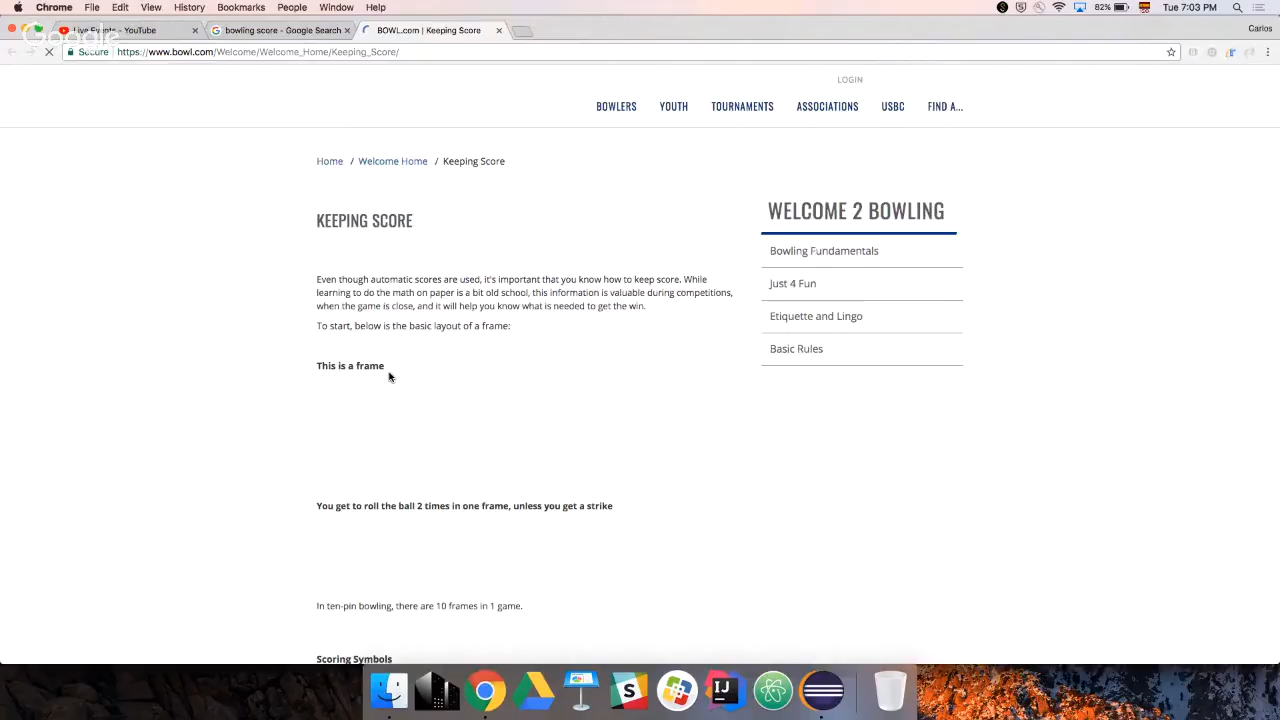 Chrome File Edit View History Bookmarks People Window Help 82% Tue 7:03 PM
Live Events - YouTube bowling score - Google Search BOWL.com | Keeping Score Carlos
Google
Secure https://www.bowl.com/Welcome/Welcome_Home/Keeping_Score/
LOGIN
BOWLERS YOUTH TOURNAMENTS ASSOCIATIONS USBC FIND A...
Home / Welcome Home / Keeping Score
KEEPING SCORE
Even though automatic scores are used, it's important that you know how to keep score. While
learning to do the math on paper is a bit old school, this information is valuable during competitions,
when the game is close, and it will help you know what is needed to get the win.
To start, below is the basic layout of a frame:
This is a frame
You get to roll the ball 2 times in one frame, unless you get a strike
In ten-pin bowling, there are 10 frames in 1 game.
Scoring Symbols
WELCOME 2 BOWLING
Bowling Fundamentals
Just 4 Fun
Etiquette and Lingo
Basic Rules
S
IJ